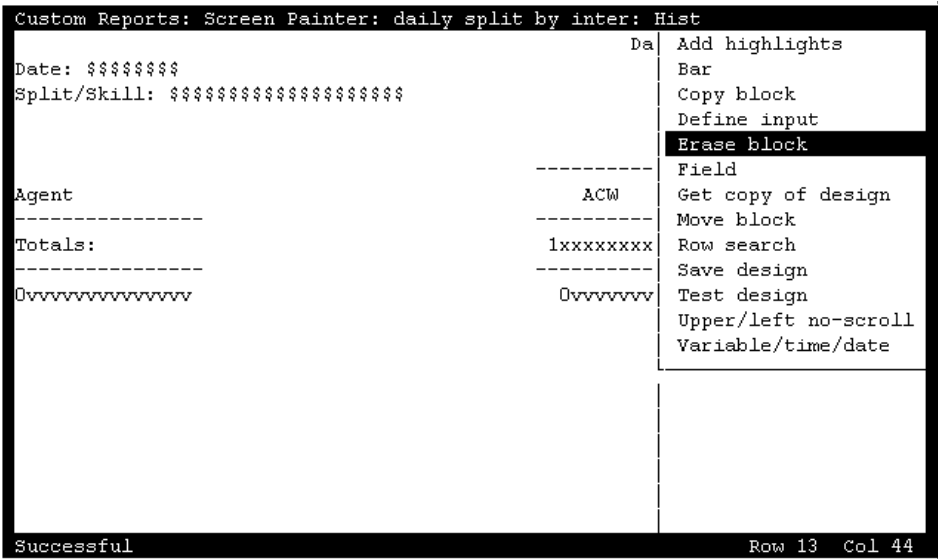 Custom Reports: Screen Painter: daily split by inter: Hist
Da
Date: $$$$$$$$
Split/Skill: $$$$$$$$$$$$$$$$$$$$
----------
Agent ACW
---------------- ----------
Totals: 1xxxxxxxx
---------------- ----------
0vvvvvvvvvvvvvv 0vvvvvvv
Add highlights
Bar
Copy block
Define input
Erase block
Field
Get copy of design
Move block
Row search
Save design
Test design
Upper/left no-scroll
Variable/time/date
Successful Row 13 Col 44